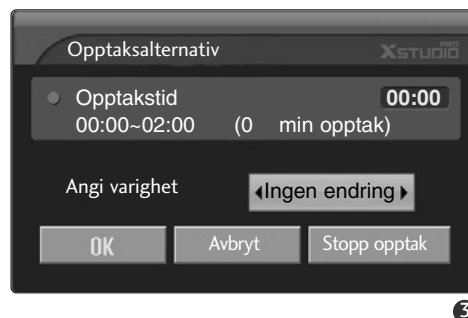 Opptaksalternativ XSTUDIO PRO
Opptakstid 00:00
00:00~02:00 (0 min opptak)
Angi varighet Ingen endring
OK Avbryt Stopp opptak
3